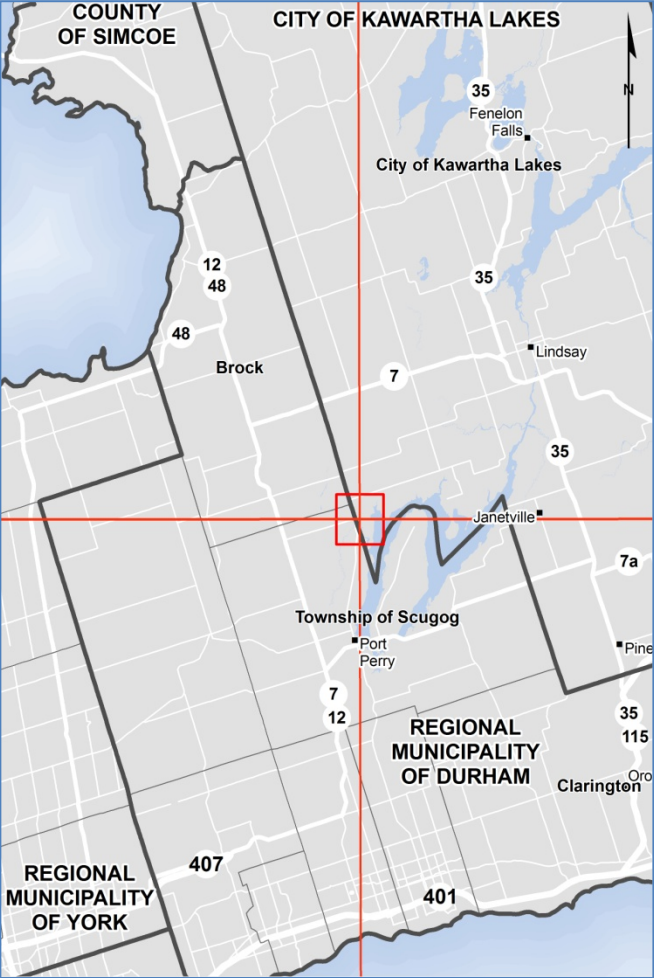 COUNTY
OF SIMCOE
CITY OF KAWARTHA LAKES
N
35
Fenelon
Falls
City of Kawartha Lakes
12
48
35
48
Lindsay
Brock
7
35
Janetville
7a
Township of Scugog
Port
Perry
Pine
7
12
35
115
REGIONAL
MUNICIPALITY
OF DURHAM
Oro
Clarington
407
REGIONAL
MUNICIPALITY
OF YORK
401